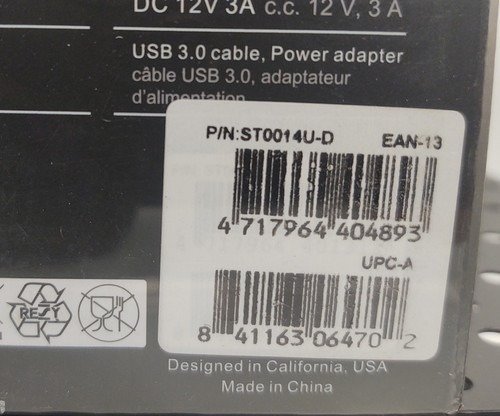 DC 12V 3A c.c. 12 V, 3 A
USB 3.0 cable, Power adapter
câble USB 3.0, adaptateur
d'alimentation
P/N:ST0014U-D EAN-13
4 717964 404893
UPC-A
8 41163 06470 2
RESY
Designed in California, USA
Made in China